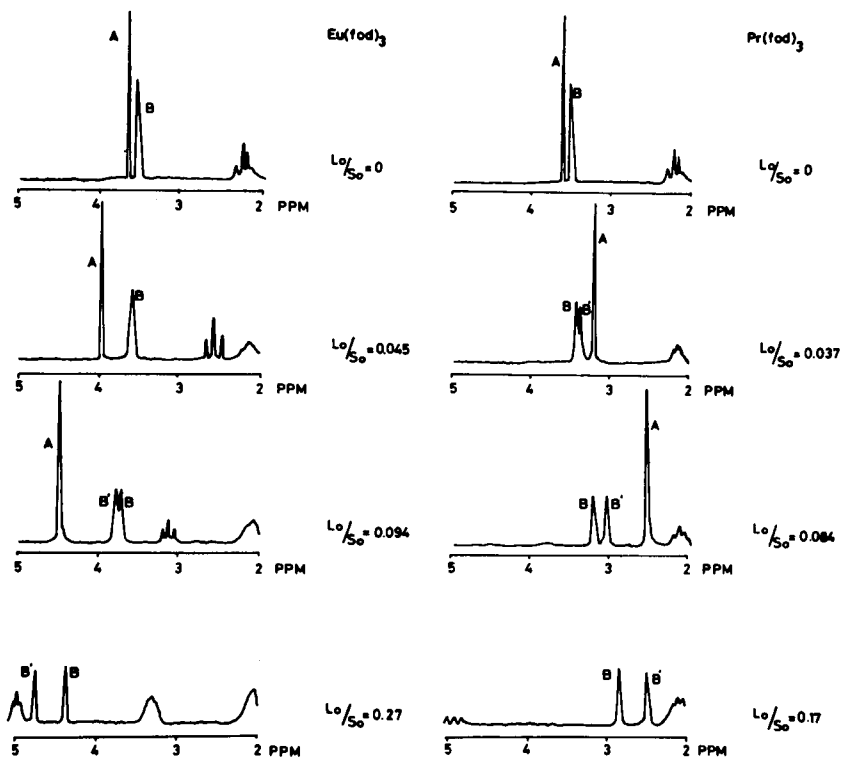 Eu(fod)3
A
B
Lo/So = 0
5 4 3 2 PPM
Pr(fod)3
A
B
Lo/So = 0
5 4 3 2 PPM
A
B
Lo/So = 0.045
5 4 3 2 PPM
B B' A
Lo/So = 0.037
5 4 3 2 PPM
A
B' B
Lo/So = 0.094
5 4 3 2 PPM
A
B B'
Lo/So = 0.084
5 4 3 2 PPM
B' B
Lo/So = 0.27
5 4 3 2 PPM
B B'
Lo/So = 0.17
5 4 3 2 PPM